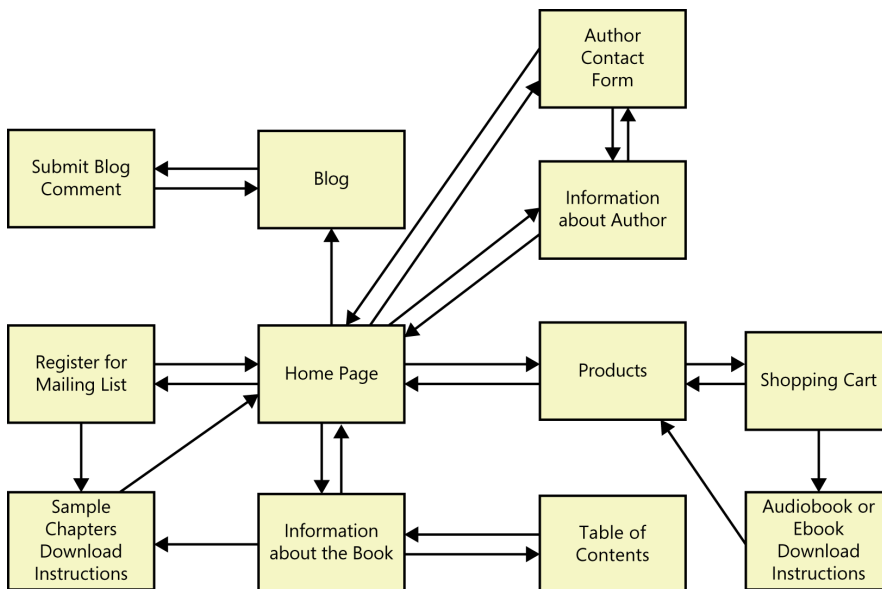 Author
Contact
Form
Submit Blog
Comment
Blog
Information
about Author
Register for
Mailing List
Home Page
Products
Shopping Cart
Sample
Chapters
Download
Instructions
Information
about the Book
Table of
Contents
Audiobook or
Ebook
Download
Instructions